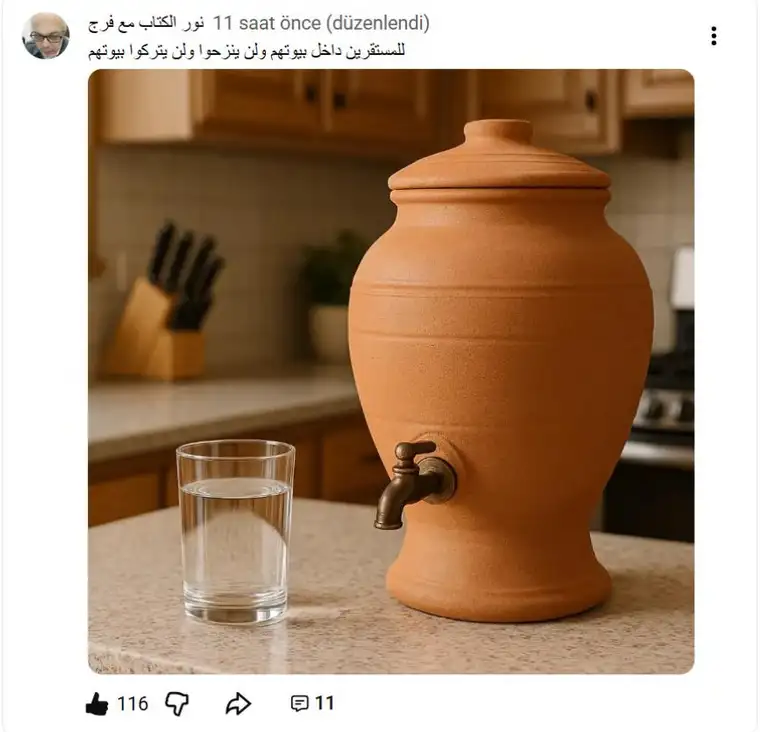 نور الكتاب مع فرج 11 saat önce (düzenlendi)
للمستقرين داخل بيوتهم ولن ينزحوا ولن يتركوا بيوتهم
116
11